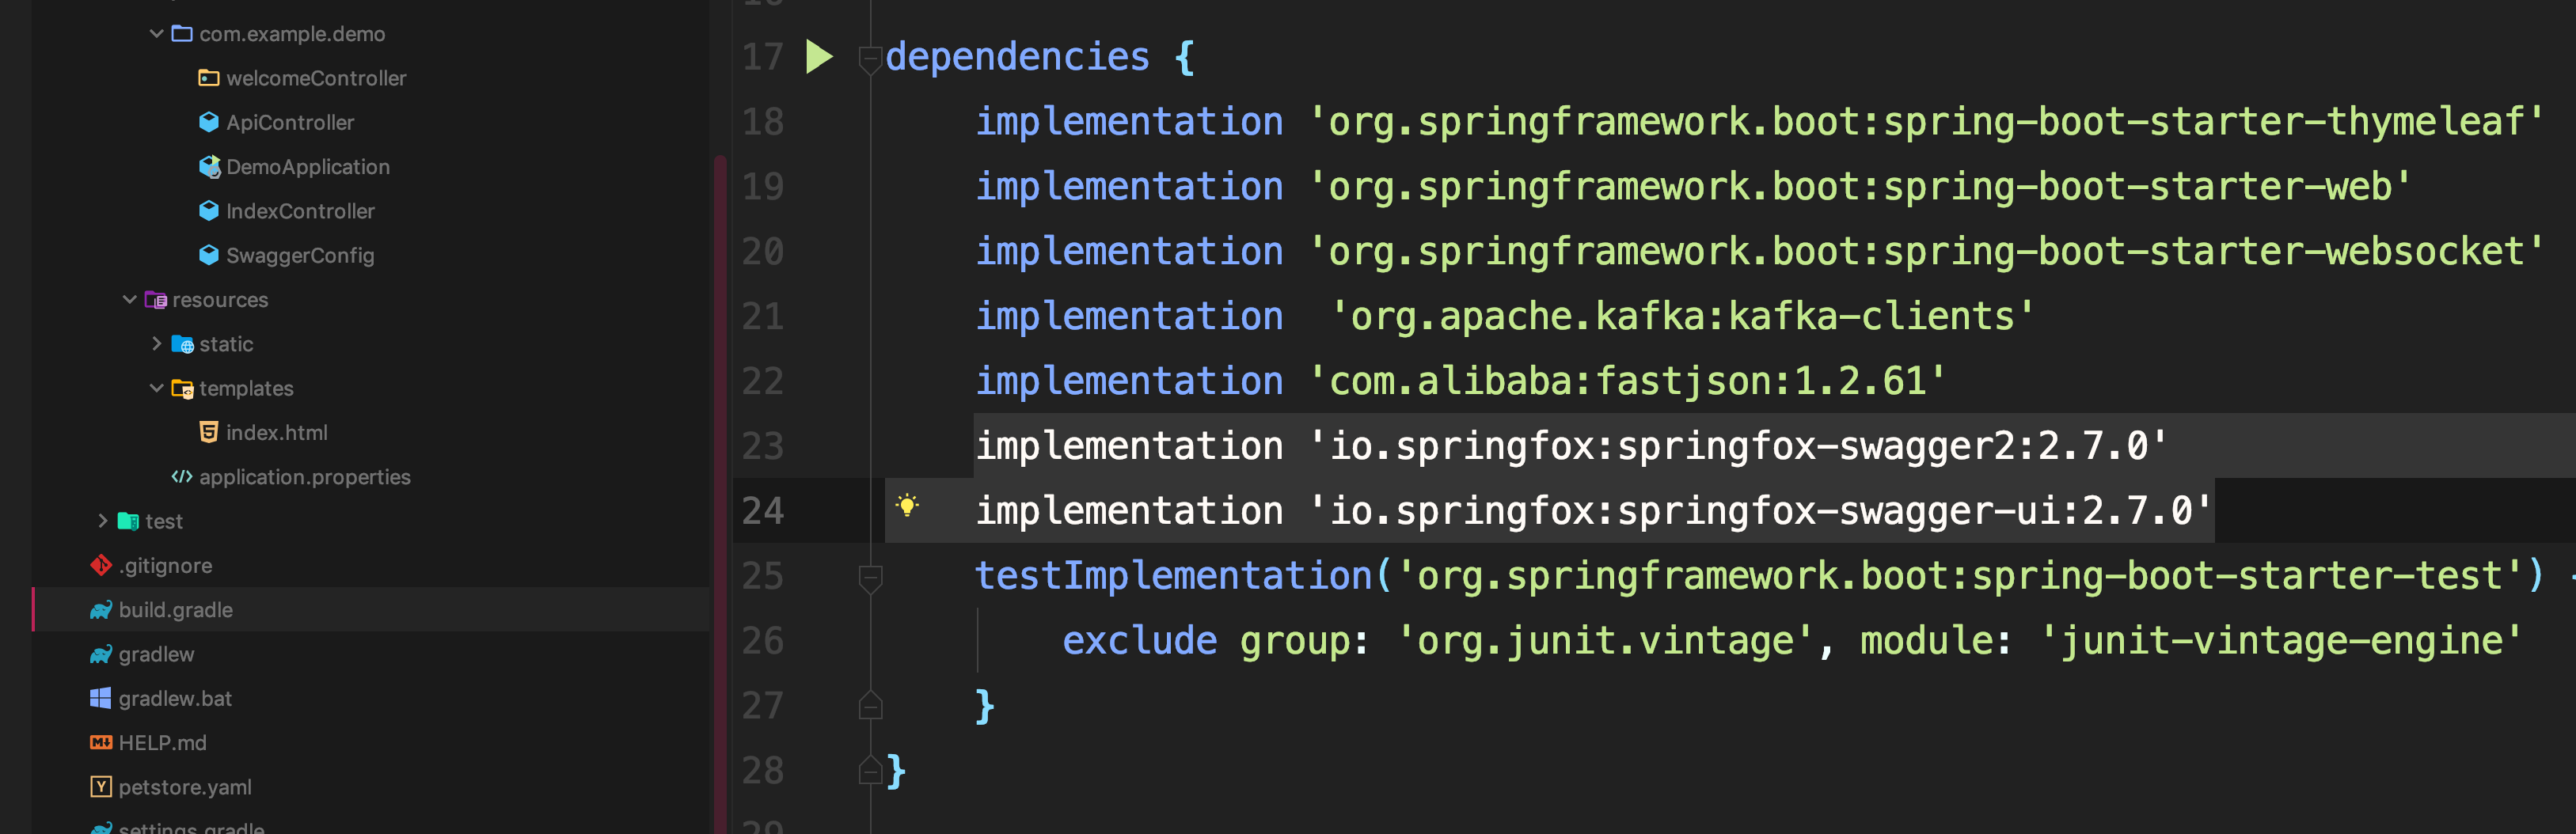 com.example.demo
welcomeController
ApiController
DemoApplication
IndexController
SwaggerConfig
resources
static
templates
index.html
application.properties
test
.gitignore
build.gradle
gradlew
gradlew.bat
HELP.md
petstore.yaml
settings.gradle
17 dependencies {
18 implementation 'org.springframework.boot:spring-boot-starter-thymeleaf'
19 implementation 'org.springframework.boot:spring-boot-starter-web'
20 implementation 'org.springframework.boot:spring-boot-starter-websocket'
21 implementation  'org.apache.kafka:kafka-clients'
22 implementation 'com.alibaba:fastjson:1.2.61'
23 implementation 'io.springfox:springfox-swagger2:2.7.0'
24 implementation 'io.springfox:springfox-swagger-ui:2.7.0'
25 testImplementation('org.springframework.boot:spring-boot-starter-test')
26 exclude group: 'org.junit.vintage', module: 'junit-vintage-engine'
27 }
28 }
29